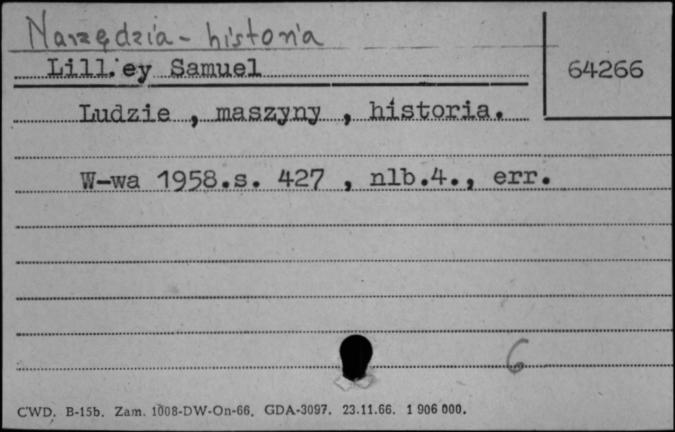 Narzędzia - historia
Lill.ey Samuel
64266
Ludzie , maszyny , historia.
W-wa 1958.s. 427 , nlb.4., err.
6
CWD. B-15b. Zam. 1008-DW-On-66. GDA-3097. 23.11.66. 1 906 000.